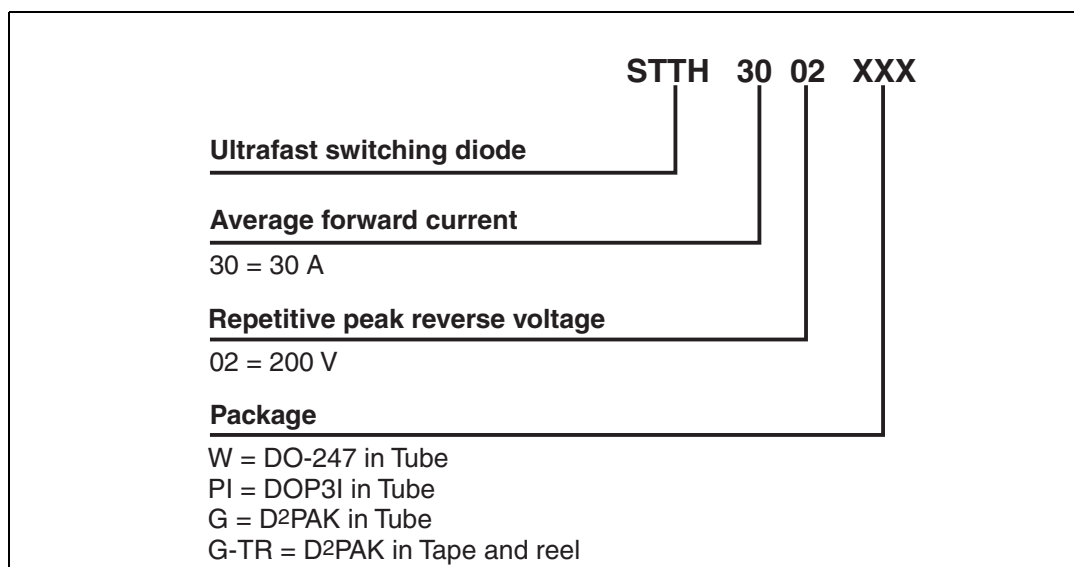 STTH 30 02 XXX
Ultrafast switching diode
Average forward current
30 = 30 A
Repetitive peak reverse voltage
02 = 200 V
Package
W = DO-247 in Tube
PI = DOP3I in Tube
G = D2PAK in Tube
G-TR = D2PAK in Tape and reel